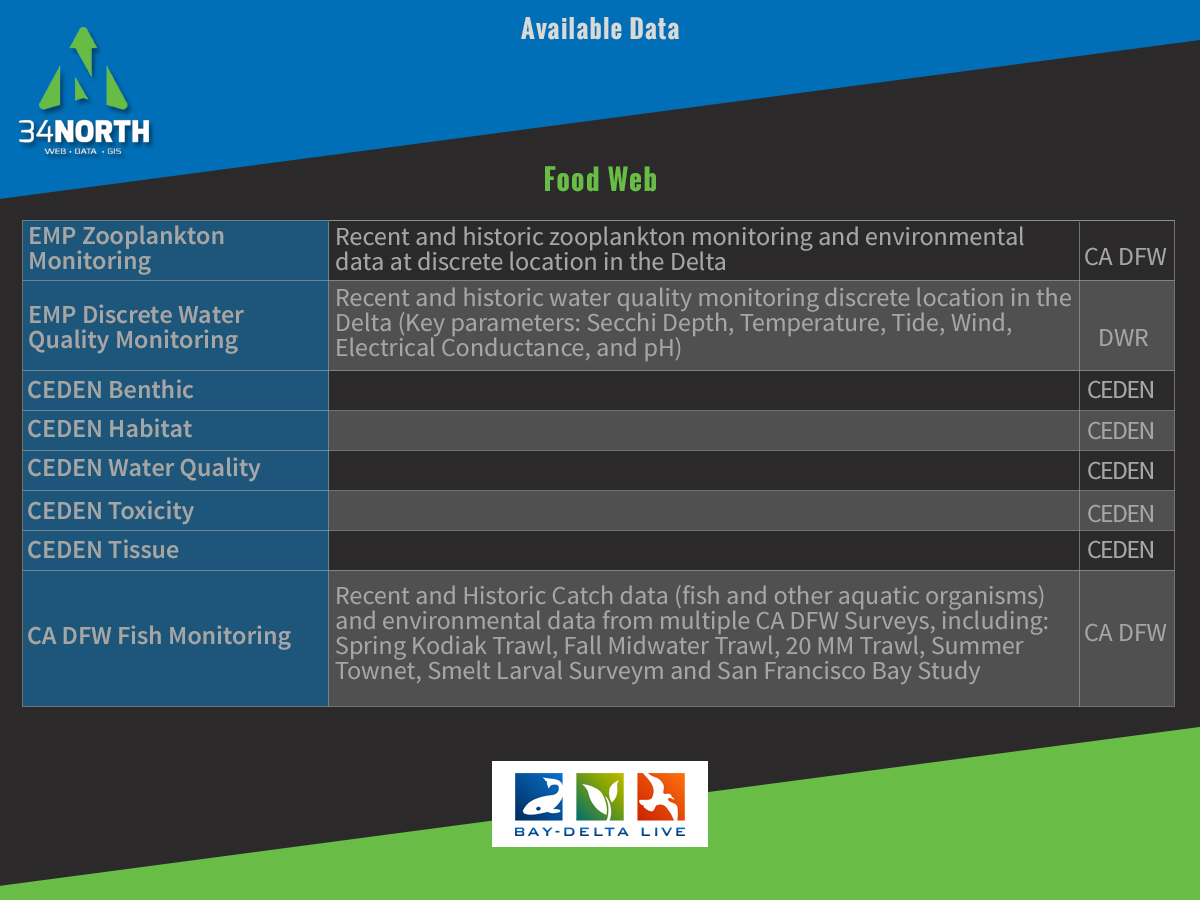 Available Data
34NORTH
WEB • DATA • GIS
Food Web
EMP Zooplankton
Monitoring
Recent and historic zooplankton monitoring and environmental
data at discrete location in the Delta
CA DFW
EMP Discrete Water
Quality Monitoring
Recent and historic water quality monitoring discrete location in the
Delta (Key parameters: Secchi Depth, Temperature, Tide, Wind,
Electrical Conductance, and pH)
DWR
CEDEN Benthic
CEDEN
CEDEN Habitat
CEDEN
CEDEN Water Quality
CEDEN
CEDEN Toxicity
CEDEN
CEDEN Tissue
CEDEN
CA DFW Fish Monitoring
Recent and Historic Catch data (fish and other aquatic organisms)
and environmental data from multiple CA DFW Surveys, including:
Spring Kodiak Trawl, Fall Midwater Trawl, 20 MM Trawl, Summer
Townet, Smelt Larval Surveym and San Francisco Bay Study
CA DFW
BAY-DELTA LIVE